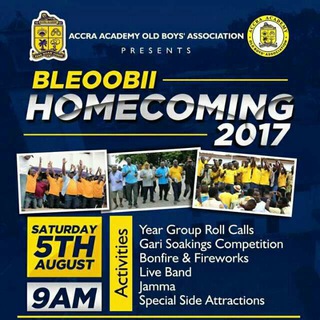 ACCRA ACADEMY OLD BOYS' ASSOCIATION
PRESENTS
BLEOOBII
HOMECOMING
2017
SATURDAY
5TH
AUGUST
9AM
Activities
Year Group Roll Calls
Gari Soakings Competition
Bonfire & Fireworks
Live Band
Jamma
Special Side Attractions